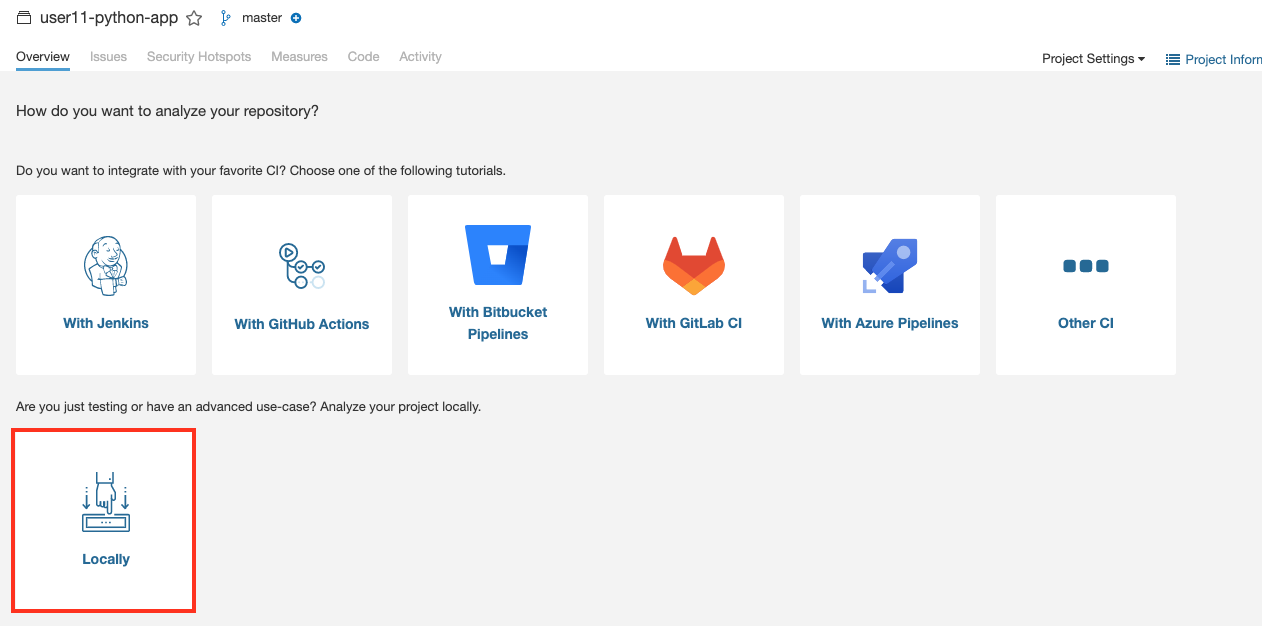 user11-python-app master
Overview Issues Security Hotspots Measures Code Activity
Project Settings Project Inforn
How do you want to analyze your repository?
Do you want to integrate with your favorite CI? Choose one of the following tutorials.
With Jenkins
With GitHub Actions
With Bitbucket
Pipelines
With GitLab CI
With Azure Pipelines
Other CI
Are you just testing or have an advanced use-case? Analyze your project locally.
Locally